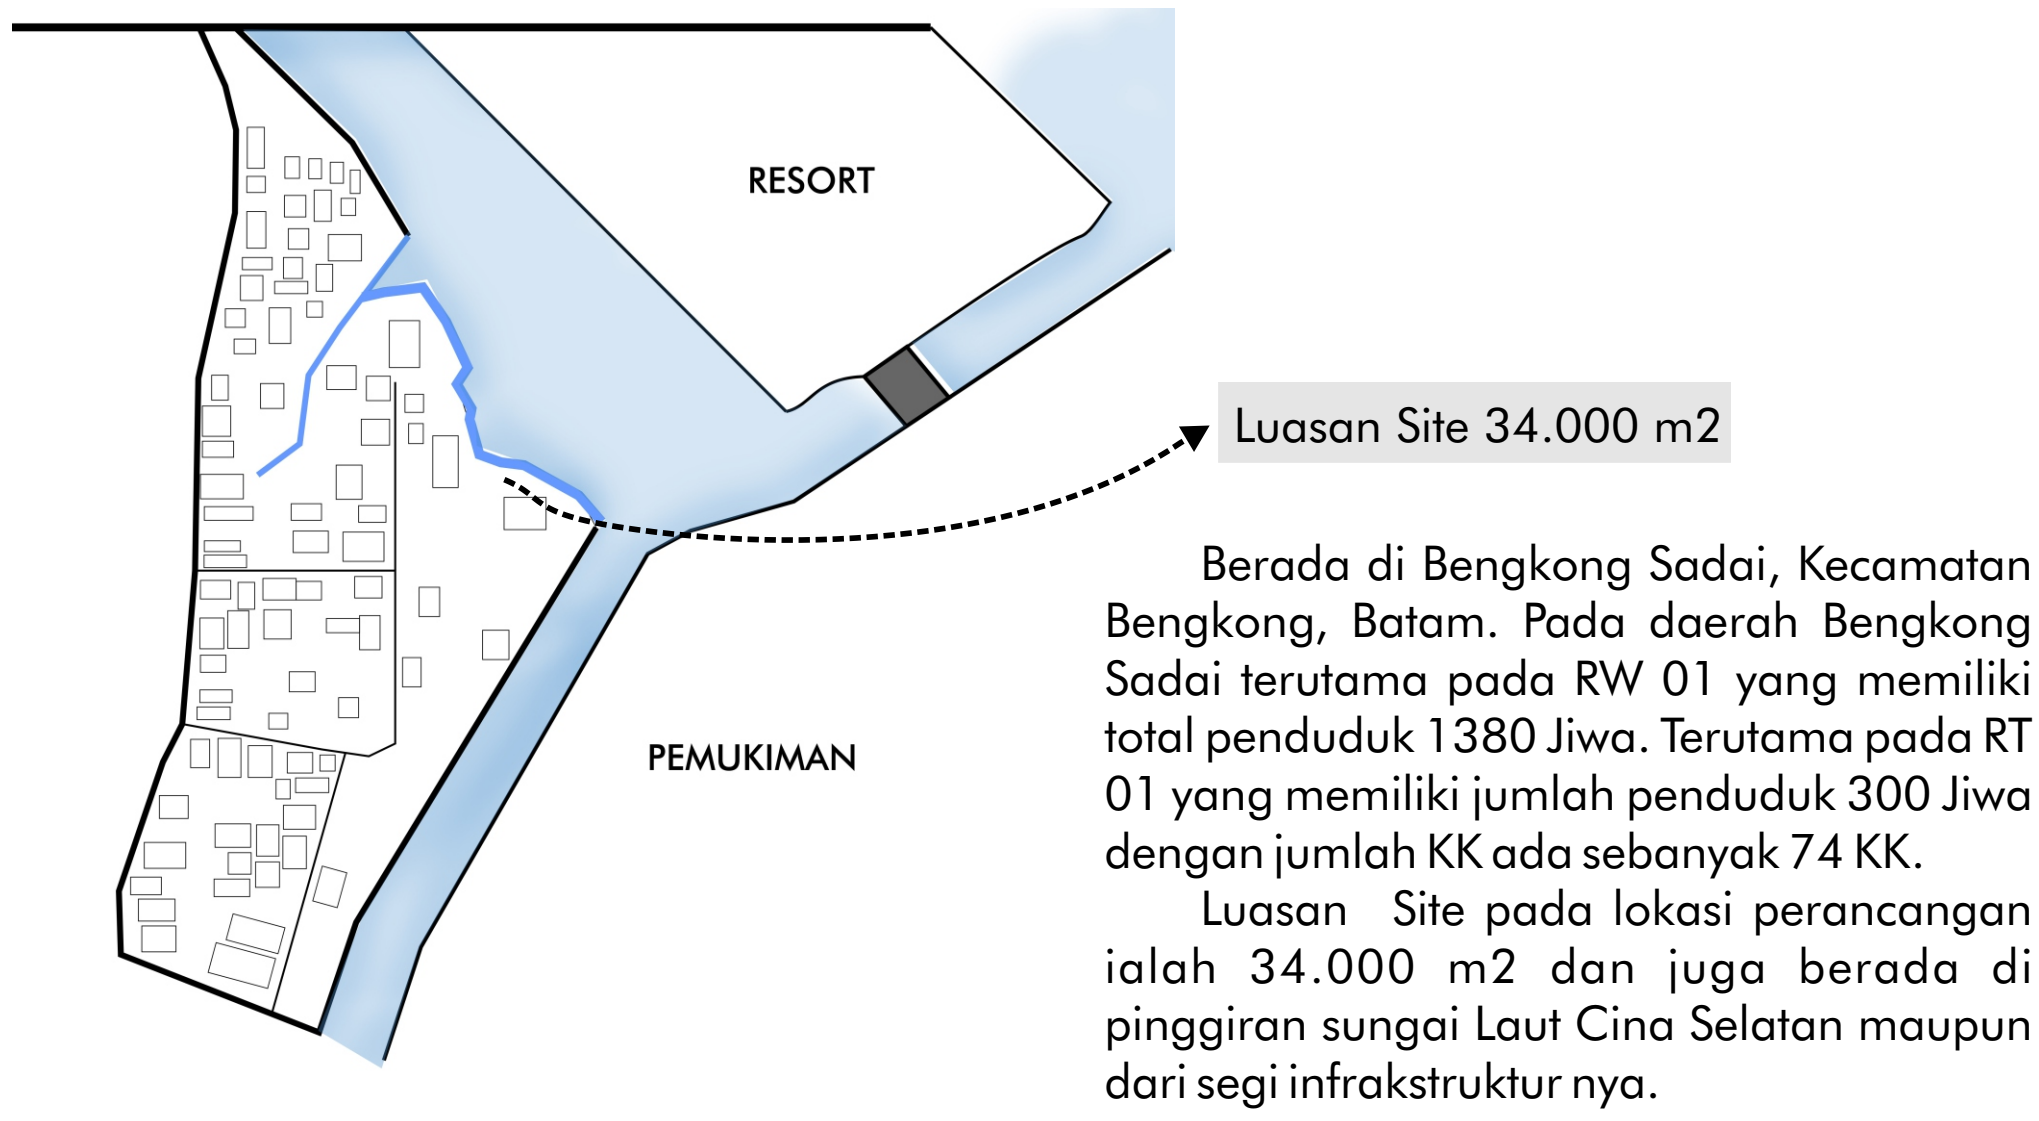 RESORT
Luasan Site 34.000 m2
Berada di Bengkong Sadai, Kecamatan
Bengkong, Batam. Pada daerah Bengkong
Sadai terutama pada RW 01 yang memiliki
total penduduk 1380 Jiwa. Terutama pada RT
01 yang memiliki jumlah penduduk 300 Jiwa
dengan jumlah KK ada sebanyak 74 KK.
Luasan Site pada lokasi perancangan
ialah 34.000 m2 dan juga berada di
pinggiran sungai Laut Cina Selatan maupun
dari segi infrakstruktur nya.
PEMUKIMAN